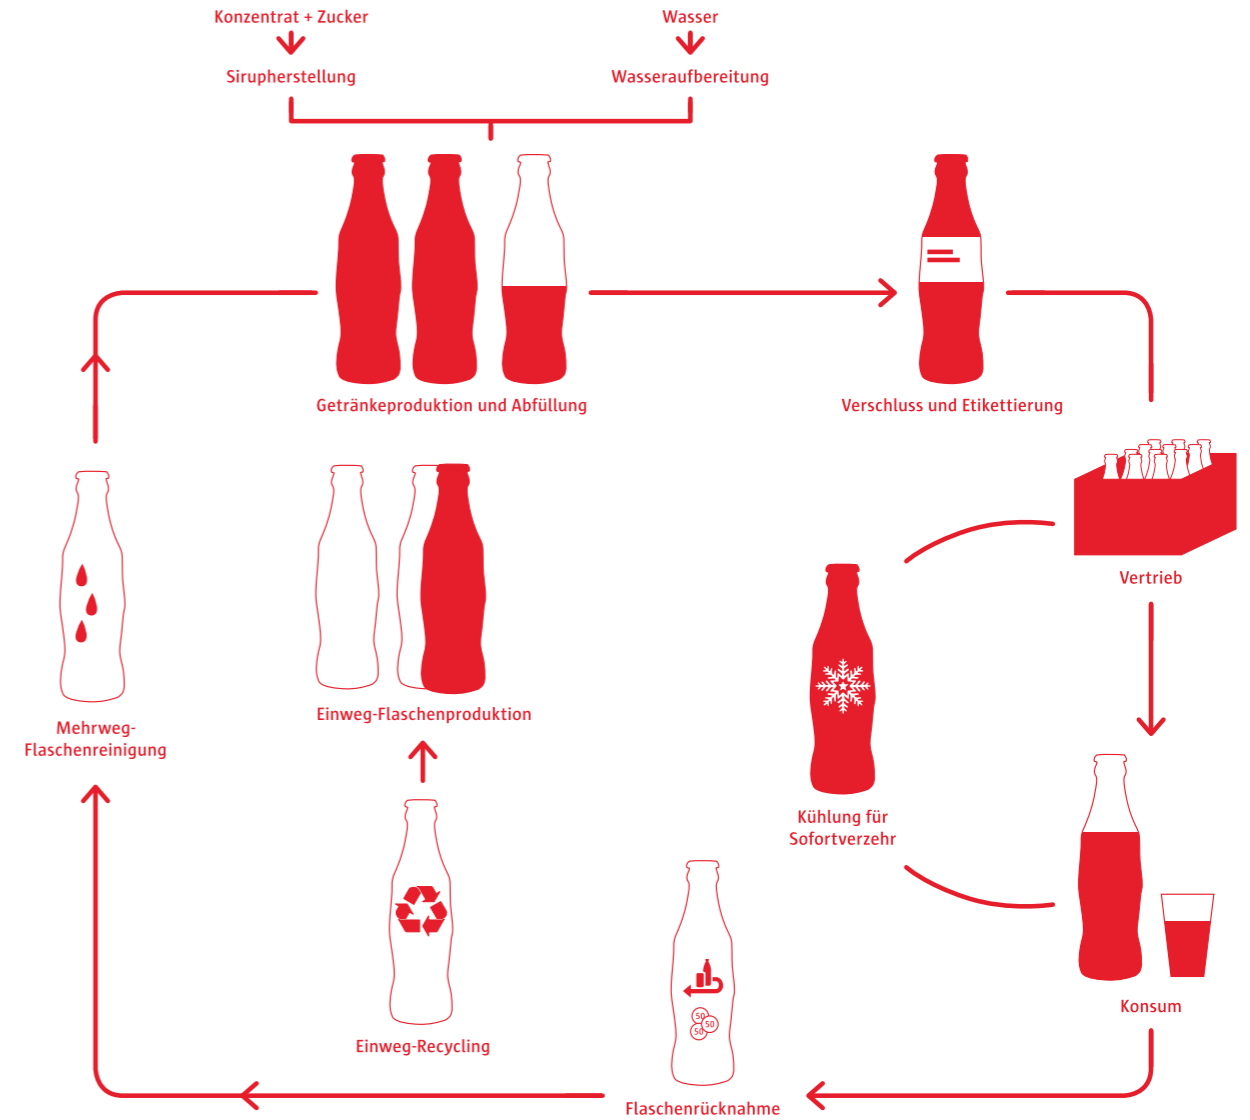 Konzentrat + Zucker
Wasser
Sirupherstellung
Wasseraufbereitung
Getränkeproduktion und Abfüllung
Verschluss und Etikettierung
Vertrieb
Einweg-Flaschenproduktion
Mehrweg-
Flaschenreinigung
Kühlung für
Sofortverzehr
Konsum
50
50
50
Einweg-Recycling
Flaschenrücknahme